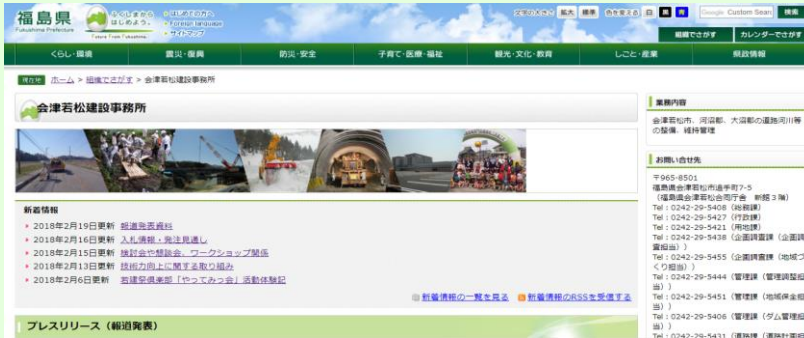 福島県
Fukushima Prefecture
ふくしまから
はじめよう。
Future From Fukushima.
はじめての方へ
Foreign language
サイトマップ
文字の大きさ 拡大 標準 色を変える 白 黒 青
Google Custom Sear 検索
組織でさがす カレンダーでさがす
くらし・環境 震災・復興 防災・安全 子育て・医療・福祉 観光・文化・教育 しごと・産業 県政情報
現在地 ホーム > 組織でさがす > 会津若松建設事務所
会津若松建設事務所
新着情報
2018年2月19日更新 報道発表資料
2018年2月16日更新 入札情報・発注見通し
2018年2月15日更新 検討会や懇談会、ワークショップ関係
2018年2月13日更新 技術力向上に関する取り組み
2018年2月6日更新 若建祭倶楽部「やってみっ会」活動体験記
新着情報の一覧を見る 新着情報のRSSを受信する
プレスリリース（報道発表）
業務内容
会津若松市、河沼郡、大沼郡の道路河川等
の整備、維持管理
お問い合せ先
〒965-8501
福島県会津若松市追手町7-5
（福島県会津若松合同庁舎 新館３階）
Tel：0242-29-5408（総務課）
Tel：0242-29-5427（行政課）
Tel：0242-29-5421（用地課）
Tel：0242-29-5438（企画調査課（企画調
査担当））
Tel：0242-29-5455（企画調査課（地域づ
くり担当））
Tel：0242-29-5444（管理課（管理調整担
当））
Tel：0242-29-5451（管理課（地域保全担
当））
Tel：0242-29-5406（管理課（ダム管理担
当））
Tel：0242-29-5431（道路課（道路計画担